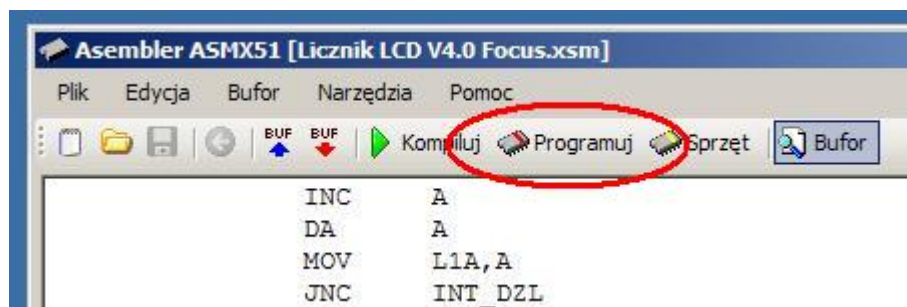 Asembler ASMX51 [Licznik LCD V4.0 Focus.xsm]
Plik Edycja Bufor Narzędzia Pomoc
BUF BUF Kompiluj Programuj Sprzęt Bufor
INC A
DA A
MOV L1A,A
JNC INT_DZL